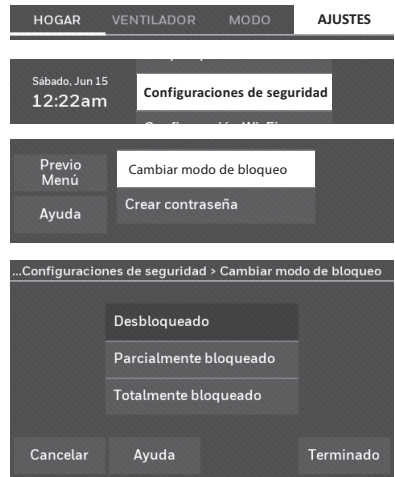 HOGAR VENTILADOR MODO AJUSTES
Sábado, Jun 15
12:22am
Configuraciones de seguridad
Previo
Menú
Cambiar modo de bloqueo
Ayuda
Crear contraseña
...Configuraciones de seguridad > Cambiar modo de bloqueo
Desbloqueado
Parcialmente bloqueado
Totalmente bloqueado
Cancelar Ayuda Terminado